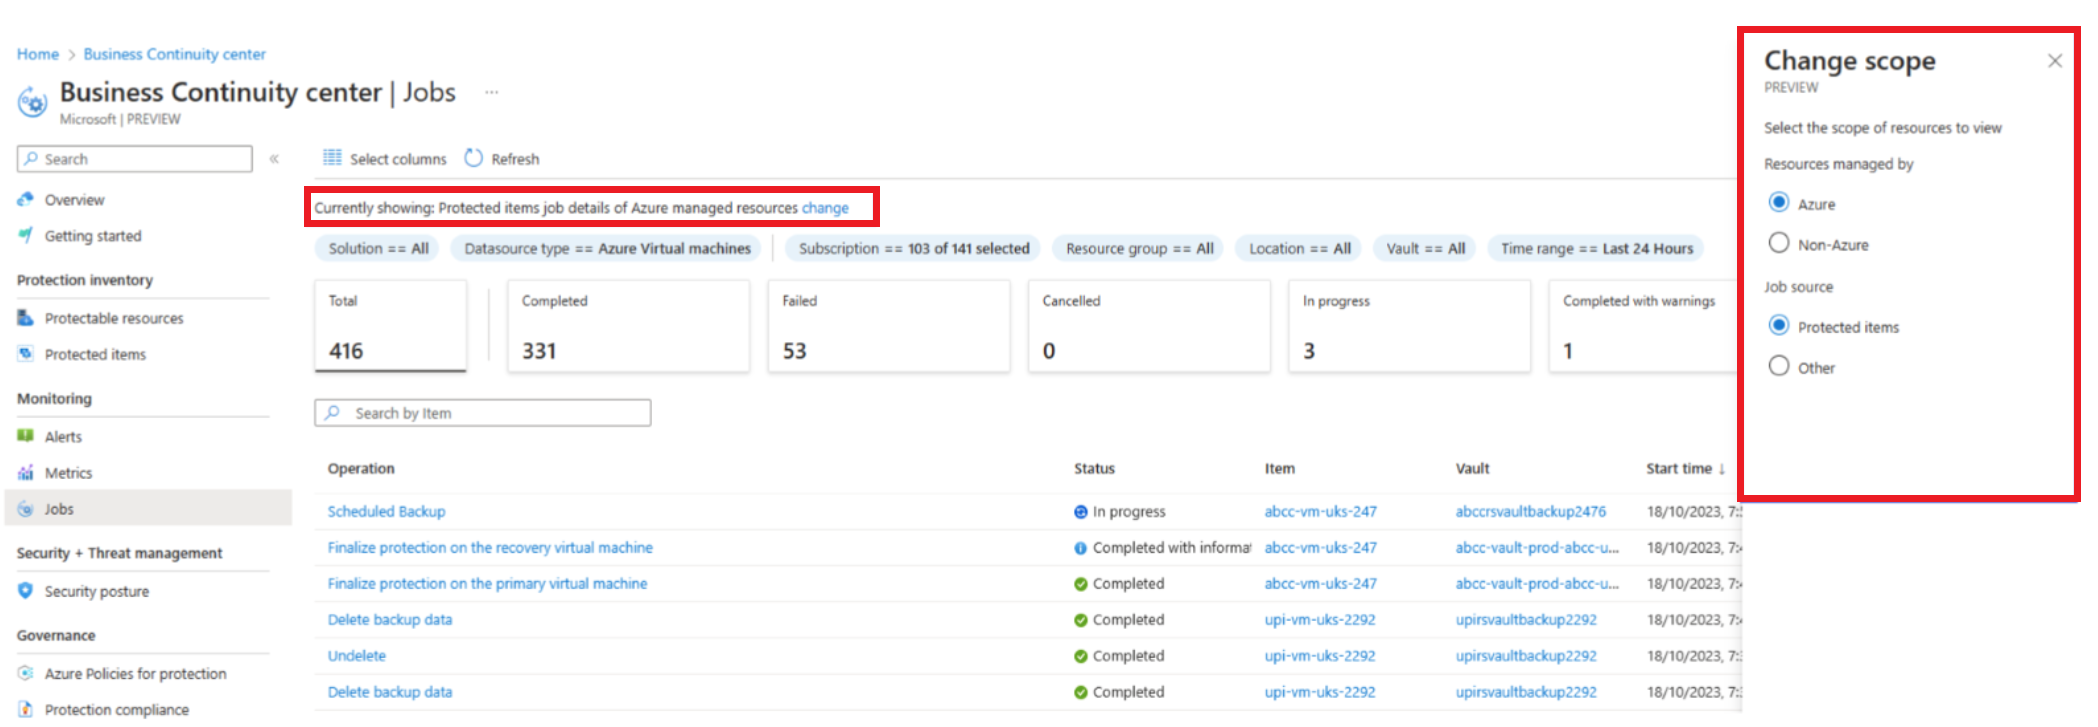 Home > Business Continuity center
Business Continuity center | Jobs ...
Microsoft | PREVIEW
Search «
Overview
Getting started
Protection inventory
Protectable resources
Protected items
Monitoring
Alerts
Metrics
Jobs
Security + Threat management
Security posture
Governance
Azure Policies for protection
Protection compliance
Select columns Refresh
Currently showing: Protected items job details of Azure managed resources change
Solution == All Datasource type == Azure Virtual machines Subscription == 103 of 141 selected Resource group == All Location == All Vault == All Time range == Last 24 Hours
Total Completed Failed Cancelled In progress Completed with warnings
416 331 53 0 3 1
Search by Item
Operation Status Item Vault Start time ↓
Scheduled Backup In progress abcc-vm-uks-247 abccrsvaultbackup2476 18/10/2023, 7:
Finalize protection on the recovery virtual machine Completed with informat abcc-vm-uks-247 abcc-vault-prod-abcc-u... 18/10/2023, 7:
Finalize protection on the primary virtual machine Completed abcc-vm-uks-247 abcc-vault-prod-abcc-u... 18/10/2023, 7:
Delete backup data Completed upi-vm-uks-2292 upirsvaultbackup2292 18/10/2023, 7:
Undelete Completed upi-vm-uks-2292 upirsvaultbackup2292 18/10/2023, 7:
Delete backup data Completed upi-vm-uks-2292 upirsvaultbackup2292 18/10/2023, 7:
Change scope
PREVIEW
Select the scope of resources to view
Resources managed by
Azure
Non-Azure
Job source
Protected items
Other